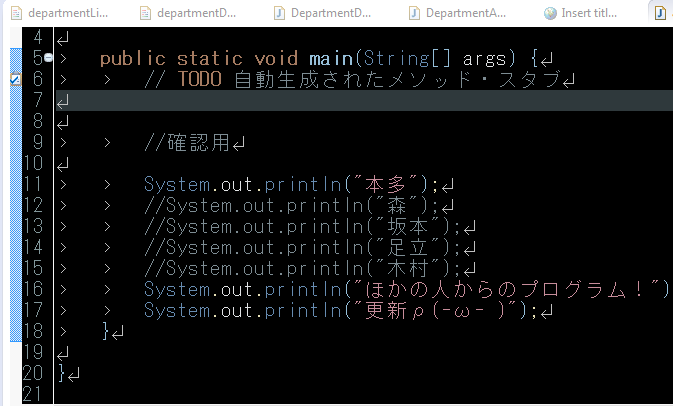 departmentLi... departmentD... DepartmentD... DepartmentA... Insert titl...
4
5 public static void main(String[] args) {
6 // TODO 自動生成されたメソッド・スタブ
7
8
9 //確認用
10
11 System.out.println("本多");
12 //System.out.println("森");
13 //System.out.println("坂本");
14 //System.out.println("足立");
15 //System.out.println("木村");
16 System.out.println("ほかの人からのプログラム！")
17 System.out.println("更新ρ(-ω- )");
18 }
19
20 }
21